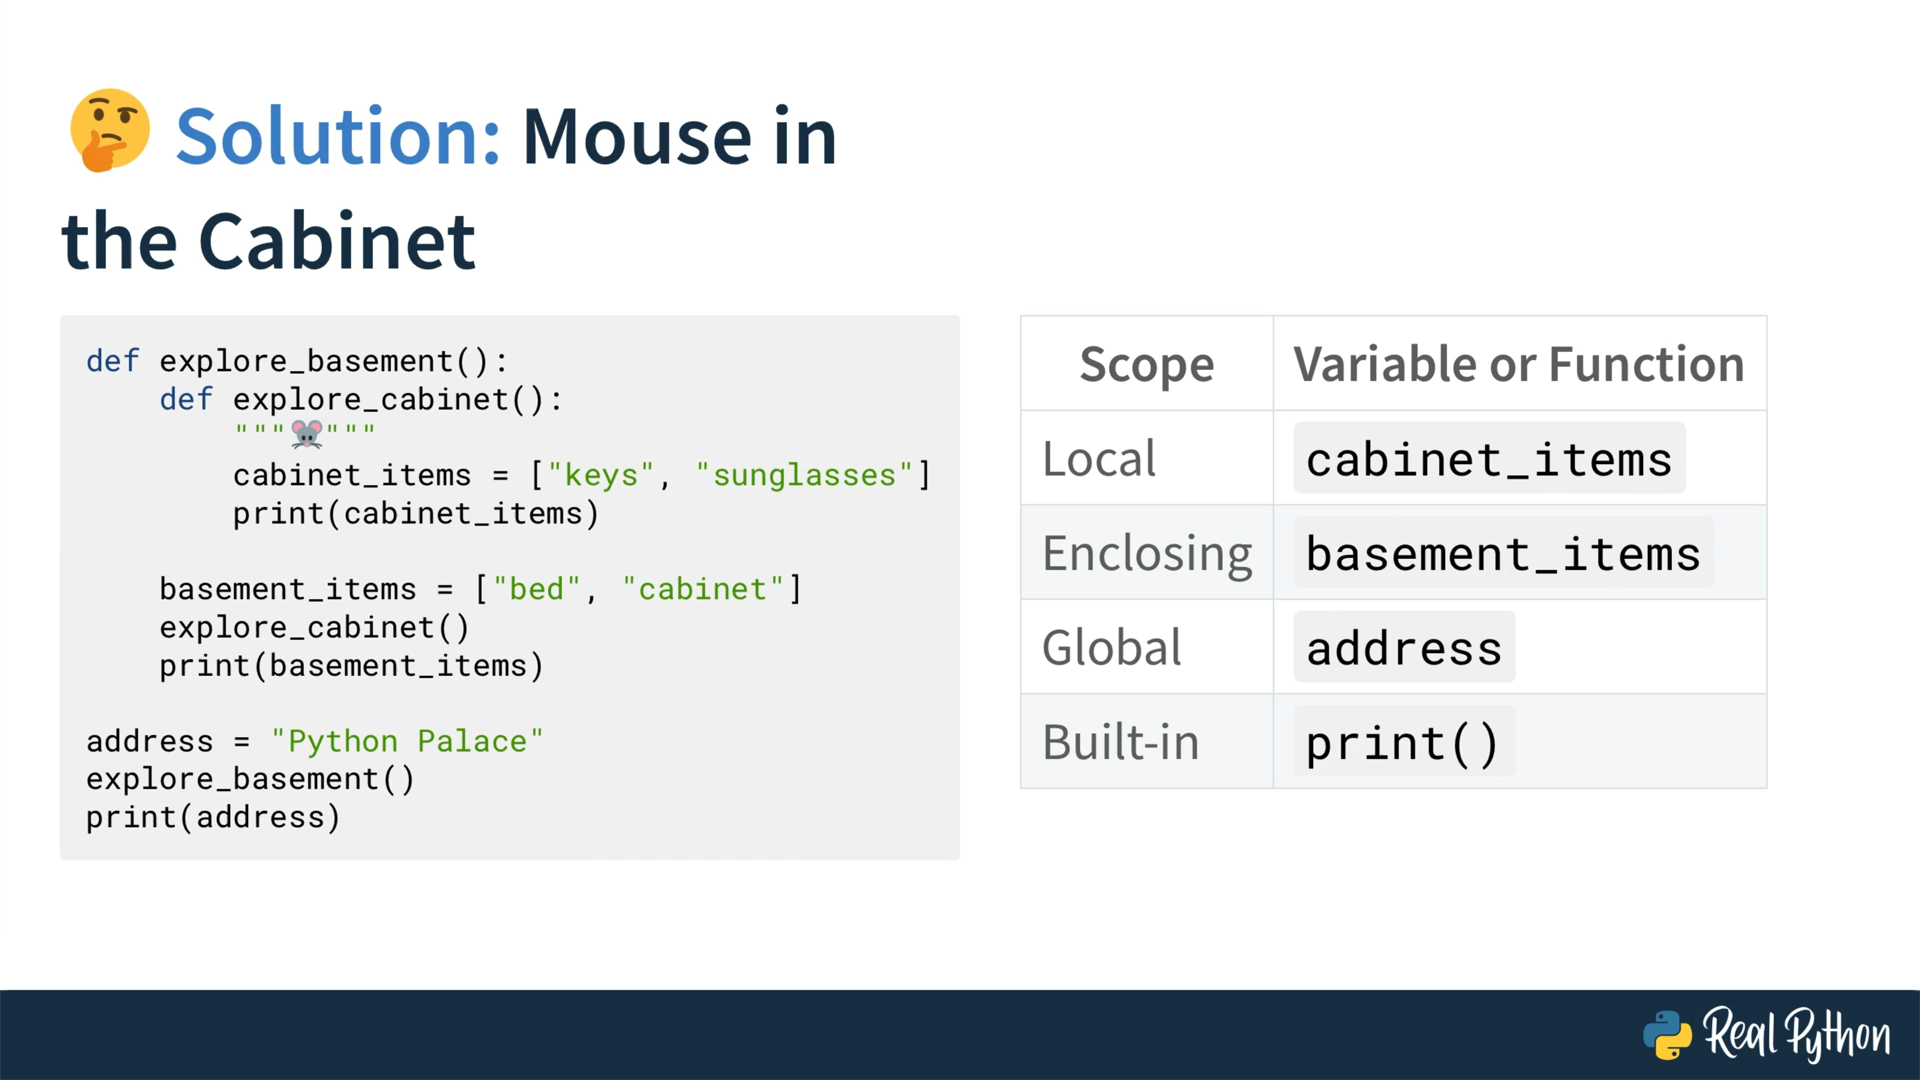 🤔 Solution: Mouse in
the Cabinet
def explore_basement():
    def explore_cabinet():
        """🐭"""
        cabinet_items = ["keys", "sunglasses"]
        print(cabinet_items)
    basement_items = ["bed", "cabinet"]
    explore_cabinet()
    print(basement_items)
address = "Python Palace"
explore_basement()
print(address)
Scope Variable or Function
Local cabinet_items
Enclosing basement_items
Global address
Built-in print()
Real Python